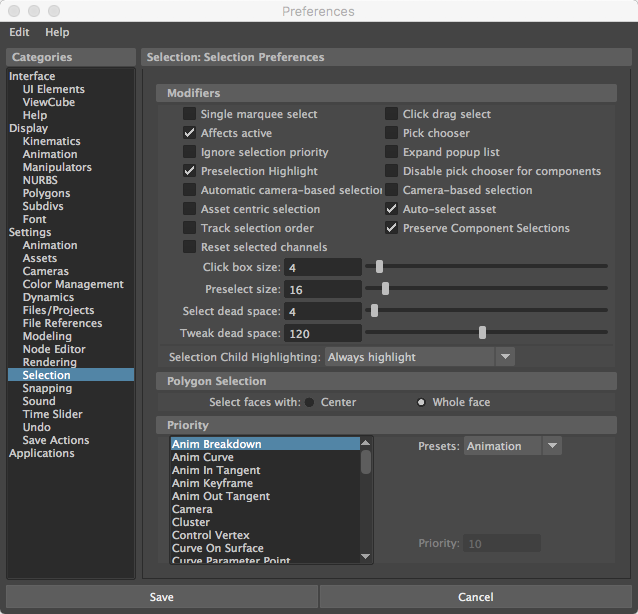 Preferences
Edit Help
Categories
Interface
UI Elements
ViewCube
Help
Display
Kinematics
Animation
Manipulators
NURBS
Polygons
Subdivs
Font
Settings
Animation
Assets
Cameras
Color Management
Dynamics
Files/Projects
File References
Modeling
Node Editor
Rendering
Selection
Snapping
Sound
Time Slider
Undo
Save Actions
Applications
Selection: Selection Preferences
Modifiers
Single marquee select Click drag select
Affects active Pick chooser
Ignore selection priority Expand popup list
Preselection Highlight Disable pick chooser for components
Automatic camera-based selection Camera-based selection
Asset centric selection Auto-select asset
Track selection order Preserve Component Selections
Reset selected channels
Click box size: 4
Preselect size: 16
Select dead space: 4
Tweak dead space: 120
Selection Child Highlighting: Always highlight
Polygon Selection
Select faces with: Center Whole face
Priority
Anim Breakdown
Anim Curve
Anim In Tangent
Anim Keyframe
Anim Out Tangent
Camera
Cluster
Control Vertex
Curve On Surface
Curve Parameter Point
Presets: Animation
Priority: 10
Save Cancel